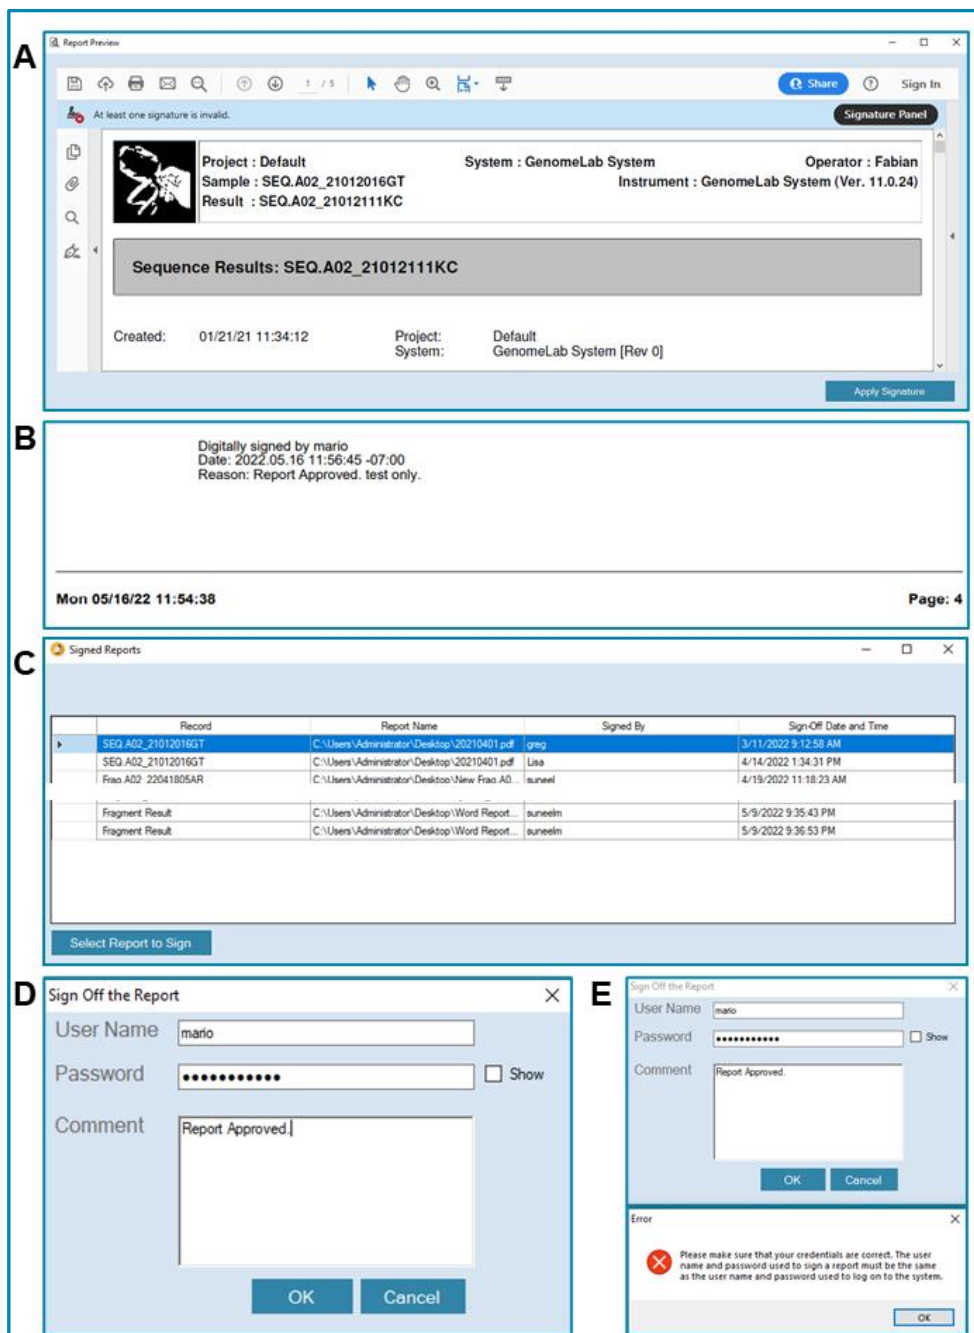 A
Report Preview
1 / 5
Share
Sign In
At least one signature is invalid.
Signature Panel
Project : Default
System : GenomeLab System
Operator : Fabian
Sample : SEQ.A02_21012016GT
Instrument : GenomeLab System (Ver. 11.0.24)
Result : SEQ.A02_21012111KC
Sequence Results: SEQ.A02_21012111KC
Created: 01/21/21 11:34:12
Project: Default
System: GenomeLab System [Rev 0]
Apply Signature
B
Digitally signed by mario
Date: 2022.05.16 11:56:45 -07:00
Reason: Report Approved. test only.
Mon 05/16/22 11:54:38
Page: 4
C
Signed Reports
Record Report Name Signed By Sign-Off Date and Time
SEQ.A02_21012016GT C:\Users\Administrator\Desktop\20210401.pdf greg 3/11/2022 9:12:58 AM
SEQ.A02_21012016GT C:\Users\Administrator\Desktop\20210401.pdf Lisa 4/14/2022 1:34:31 PM
Frag.A02_22041805AR C:\Users\Administrator\Desktop\New Frag.A0... suneel 4/19/2022 11:18:23 AM
Fragment Result C:\Users\Administrator\Desktop\Word Report... suneelm 5/9/2022 9:35:43 PM
Fragment Result C:\Users\Administrator\Desktop\Word Report... suneelm 5/9/2022 9:36:53 PM
Select Report to Sign
D
Sign Off the Report
User Name mario
Password
Show
Comment Report Approved.
OK Cancel
E
Sign Off the Report
User Name mario
Password
Show
Comment Report Approved.
OK Cancel
Error
Please make sure that your credentials are correct. The user
name and password used to sign a report must be the same
as the user name and password used to log on to the system.
OK